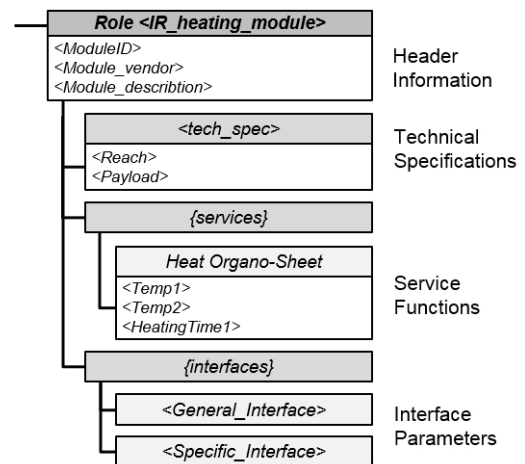 Role <IR_heating_module>
<ModuleID>
<Module_vendor>
<Module_describtion>
Header
Information
<tech_spec>
<Reach>
<Payload>
Technical
Specifications
{services}
Heat Organo-Sheet
<Temp1>
<Temp2>
<HeatingTime1>
Service
Functions
{interfaces}
<General_Interface>
<Specific_Interface>
Interface
Parameters